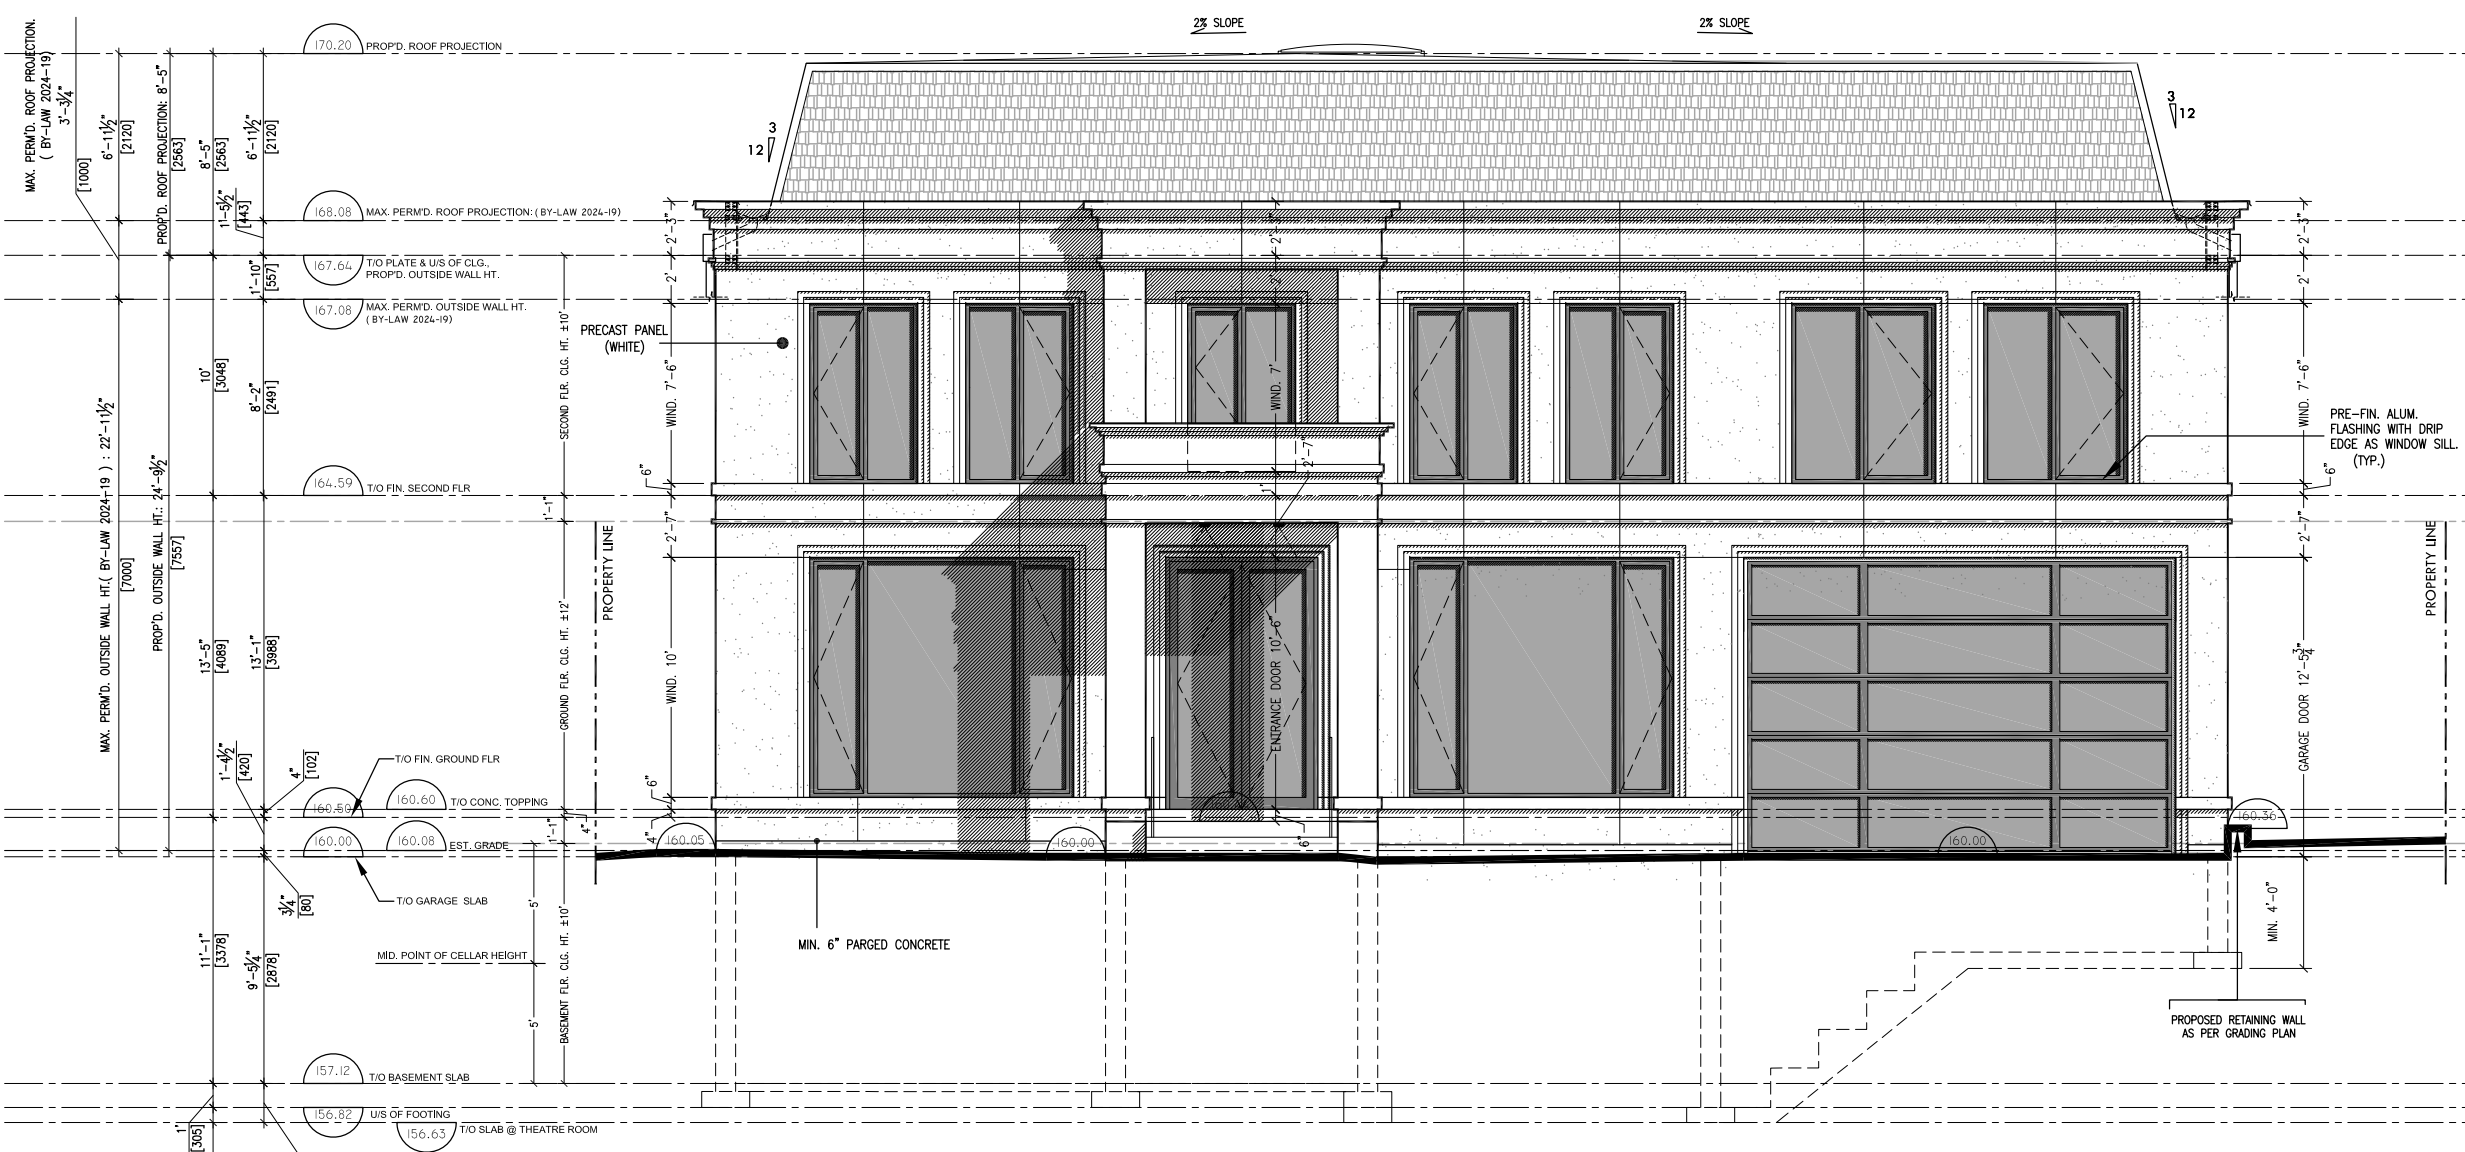 MAX. PERM'D. ROOF PROJECTION.
( BY-LAW 2024-19)
3'-3¼"
[1000]
6'-11½"
[2120]
PROP'D. ROOF PROJECTION: 8'-5"
[2563]
8'-5"
[2563]
6'-11½"
[2120]
1'-5½"
[443]
1'-10"
[557]
10'
[3048]
8'-2"
[2491]
MAX. PERM'D. OUTSIDE WALL HT.( BY-LAW 2024-19 ) : 22'-11½"
[7000]
PROP'D. OUTSIDE WALL HT.: 24'-9½"
[7557]
13'-5"
[4089]
13'-1"
[3988]
1'-4½"
[420]
4"
[102]
3¼"
[80]
11'-1"
[3378]
9'-5¼"
[2878]
1'
[305]
170.20 PROP'D. ROOF PROJECTION
168.08 MAX. PERM'D. ROOF PROJECTION: ( BY-LAW 2024-19)
167.64 T/O PLATE & U/S OF CLG.,
PROP'D. OUTSIDE WALL HT.
167.08 MAX. PERM'D. OUTSIDE WALL HT.
( BY-LAW 2024-19)
164.59 T/O FIN. SECOND FLR
T/O FIN. GROUND FLR
160.50
160.60 T/O CONC. TOPPING
160.00
160.08 EST. GRADE
T/O GARAGE SLAB
MID. POINT OF CELLAR HEIGHT
157.12 T/O BASEMENT SLAB
156.82 U/S OF FOOTING
156.63 T/O SLAB @ THEATRE ROOM
SECOND FLR. CLG. HT. ±10'
1'-1"
GROUND FLR. CLG. HT. ±12'
1'-1"
4"
BASEMENT FLR. CLG. HT. ±10'
5'
5'
PROPERTY LINE
2% SLOPE
2% SLOPE
3
12
3
12
2'-3"
2'
WIND. 7'-6"
6"
2'-7"
WIND. 10'
6"
4"
PRECAST PANEL
(WHITE)
2'-3"
2'
WIND. 7'
2'-7"
1'
ENTRANCE DOOR 10'-6"
6"
160.05
160.00
160.00
160.36
MIN. 6" PARGED CONCRETE
2'-3"
2'
WIND. 7'-6"
6"
2'-7"
GARAGE DOOR 12'-5¾"
MIN. 4'-0"
PRE-FIN. ALUM.
FLASHING WITH DRIP
EDGE AS WINDOW SILL.
(TYP.)
PROPERTY LINE
PROPOSED RETAINING WALL
AS PER GRADING PLAN